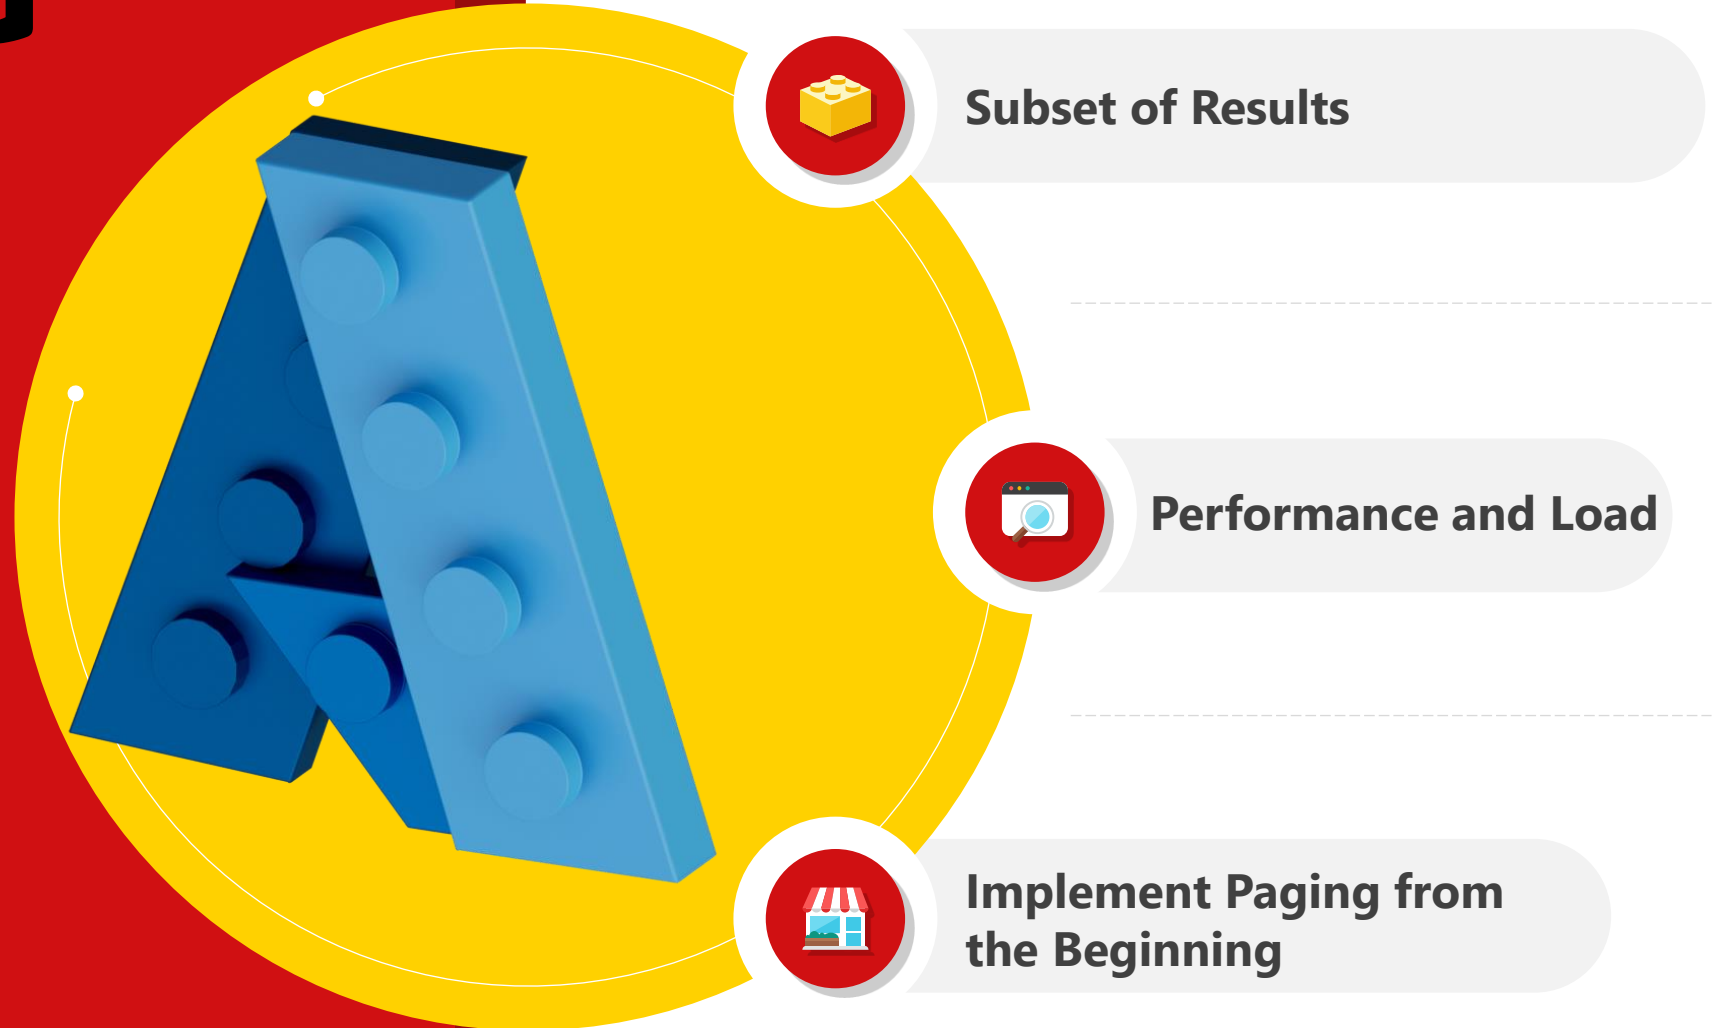 Subset of Results
Performance and Load
Implement Paging from
the Beginning